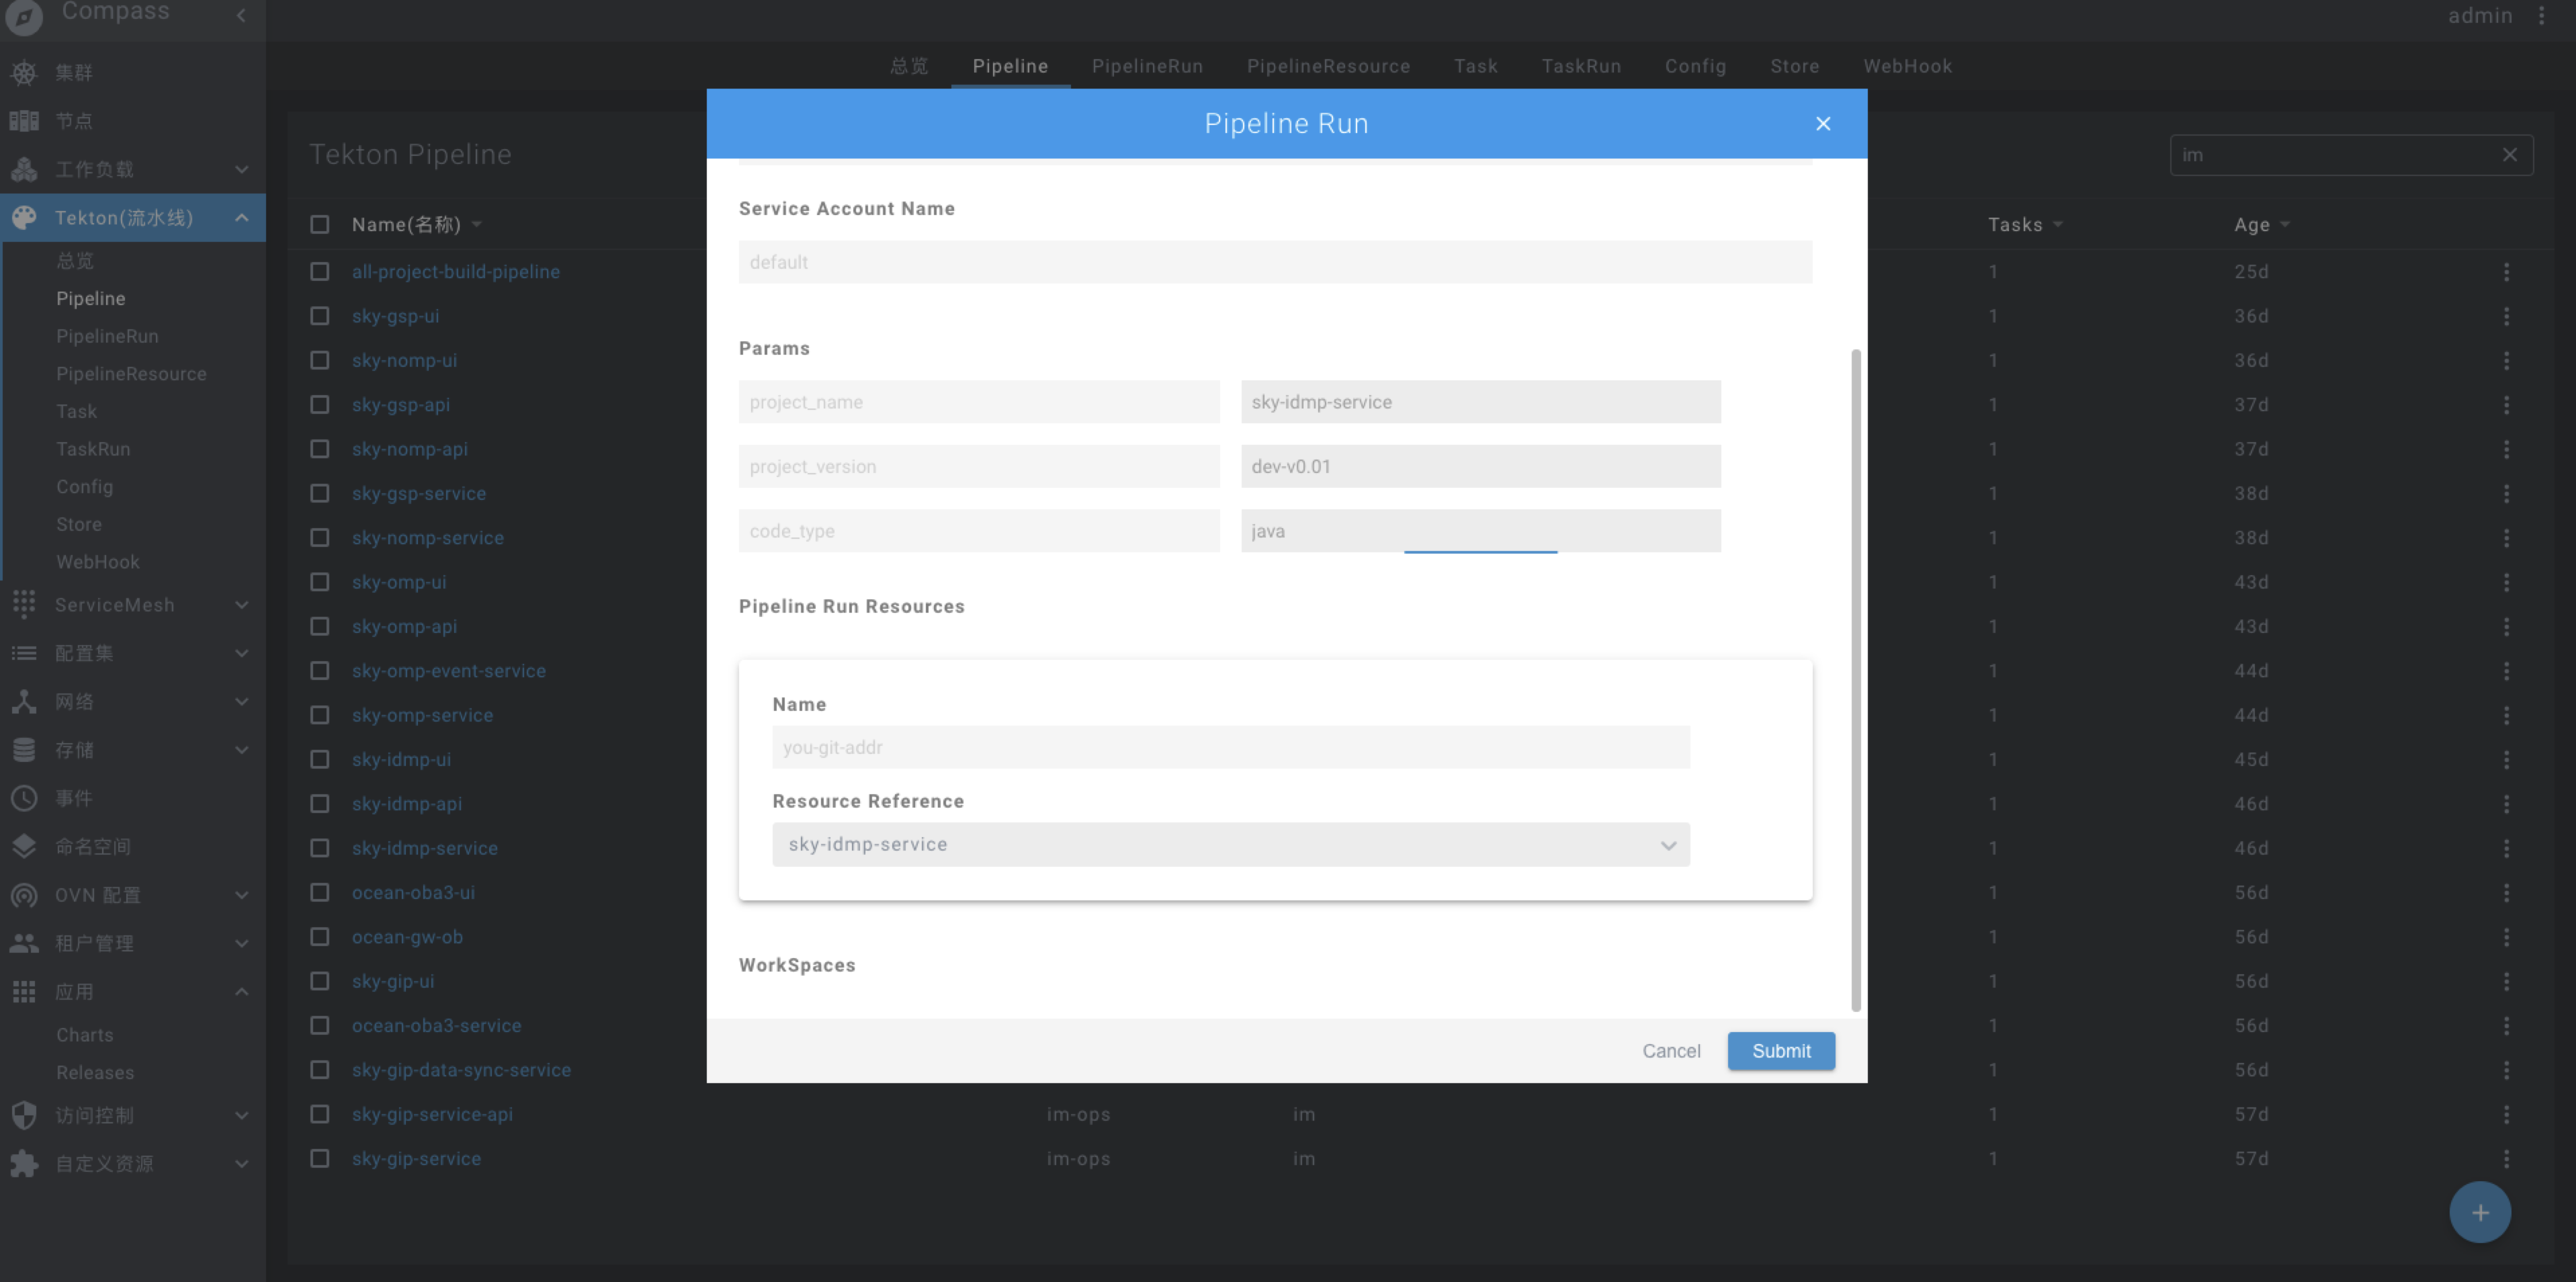 Compass
admin
集群
节点
工作负载
Tekton(流水线)
总览
Pipeline
PipelineRun
PipelineResource
Task
TaskRun
Config
Store
WebHook
ServiceMesh
配置集
网络
存储
事件
命名空间
OVN 配置
租户管理
应用
Charts
Releases
访问控制
自定义资源
总览 Pipeline PipelineRun PipelineResource Task TaskRun Config Store WebHook
Tekton Pipeline
im
Name(名称) Tasks Age
all-project-build-pipeline 1 25d
sky-gsp-ui 1 36d
sky-nomp-ui 1 36d
sky-gsp-api 1 37d
sky-nomp-api 1 37d
sky-gsp-service 1 38d
sky-nomp-service 1 38d
sky-omp-ui 1 43d
sky-omp-api 1 43d
sky-omp-event-service 1 44d
sky-omp-service 1 44d
sky-idmp-ui 1 45d
sky-idmp-api 1 46d
sky-idmp-service 1 46d
ocean-oba3-ui 1 56d
ocean-gw-ob 1 56d
sky-gip-ui 1 56d
ocean-oba3-service 1 56d
sky-gip-data-sync-service 1 56d
sky-gip-service-api im-ops im 1 57d
sky-gip-service im-ops im 1 57d
Pipeline Run
Service Account Name
default
Params
project_name sky-idmp-service
project_version dev-v0.01
code_type java
Pipeline Run Resources
Name
you-git-addr
Resource Reference
sky-idmp-service
WorkSpaces
Cancel Submit